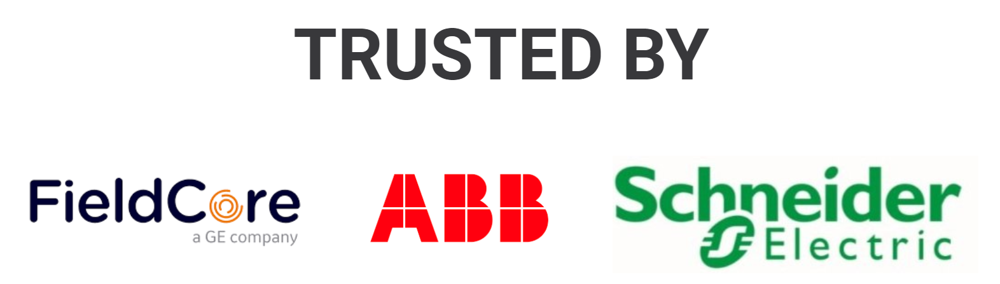 TRUSTED BY
FieldCore
a GE company
ABB
Schneider
Electric